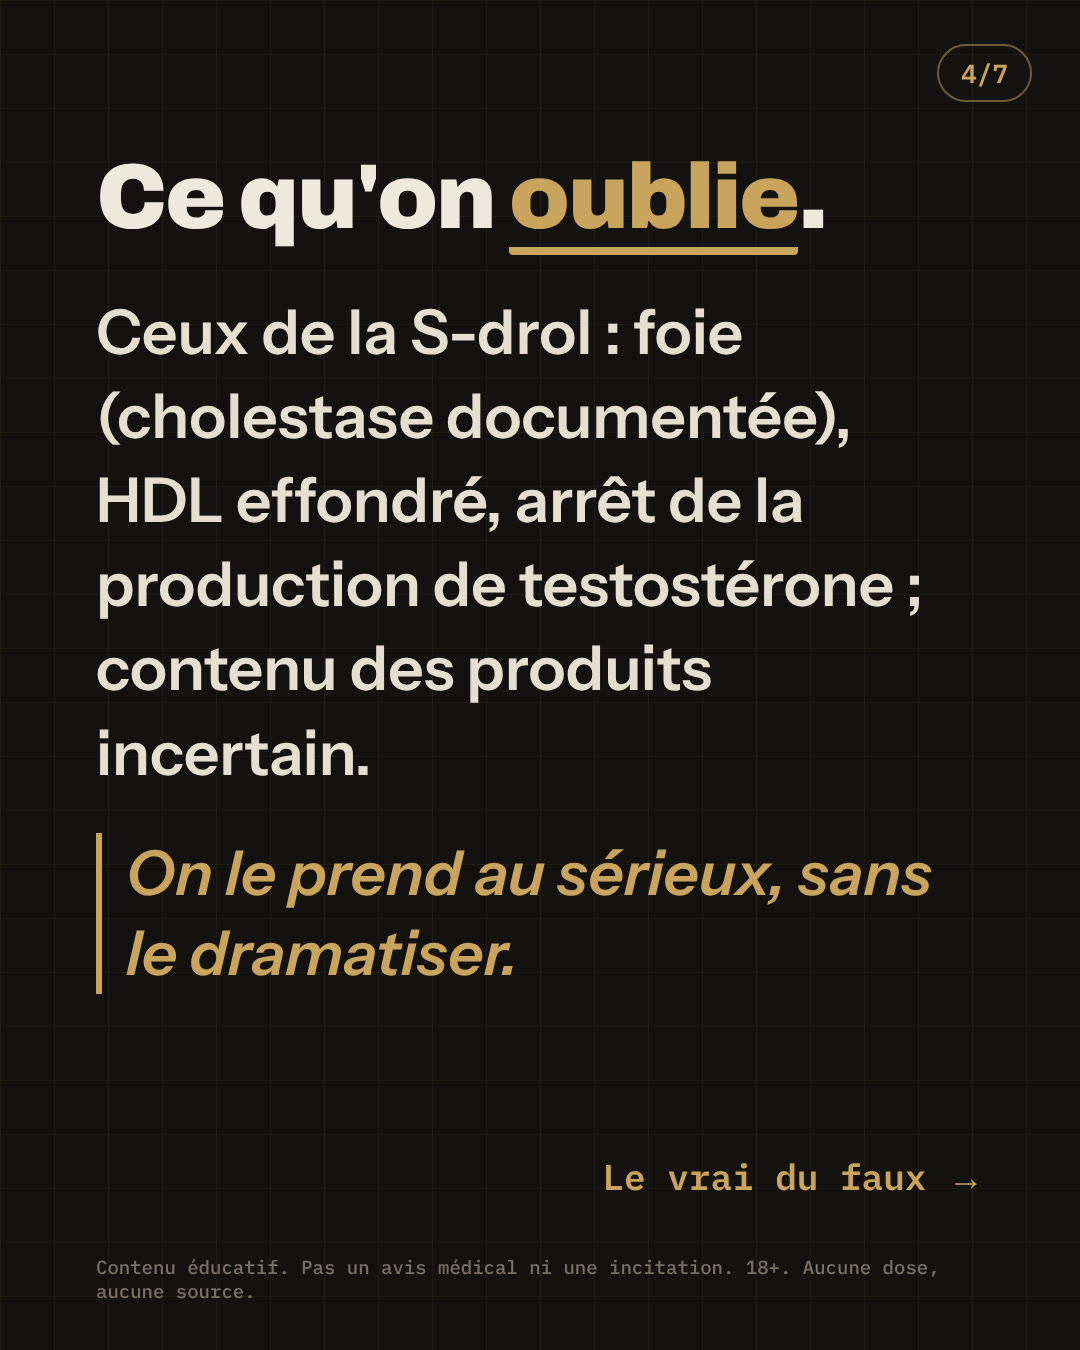 4/7
Ce qu'on oublie.
Ceux de la S-drol : foie
(cholestase documentée),
HDL effondré, arrêt de la
production de testostérone ;
contenu des produits
incertain.
On le prend au sérieux, sans
le dramatiser.
Le vrai du faux →
Contenu éducatif. Pas un avis médical ni une incitation. 18+. Aucune dose,
aucune source.